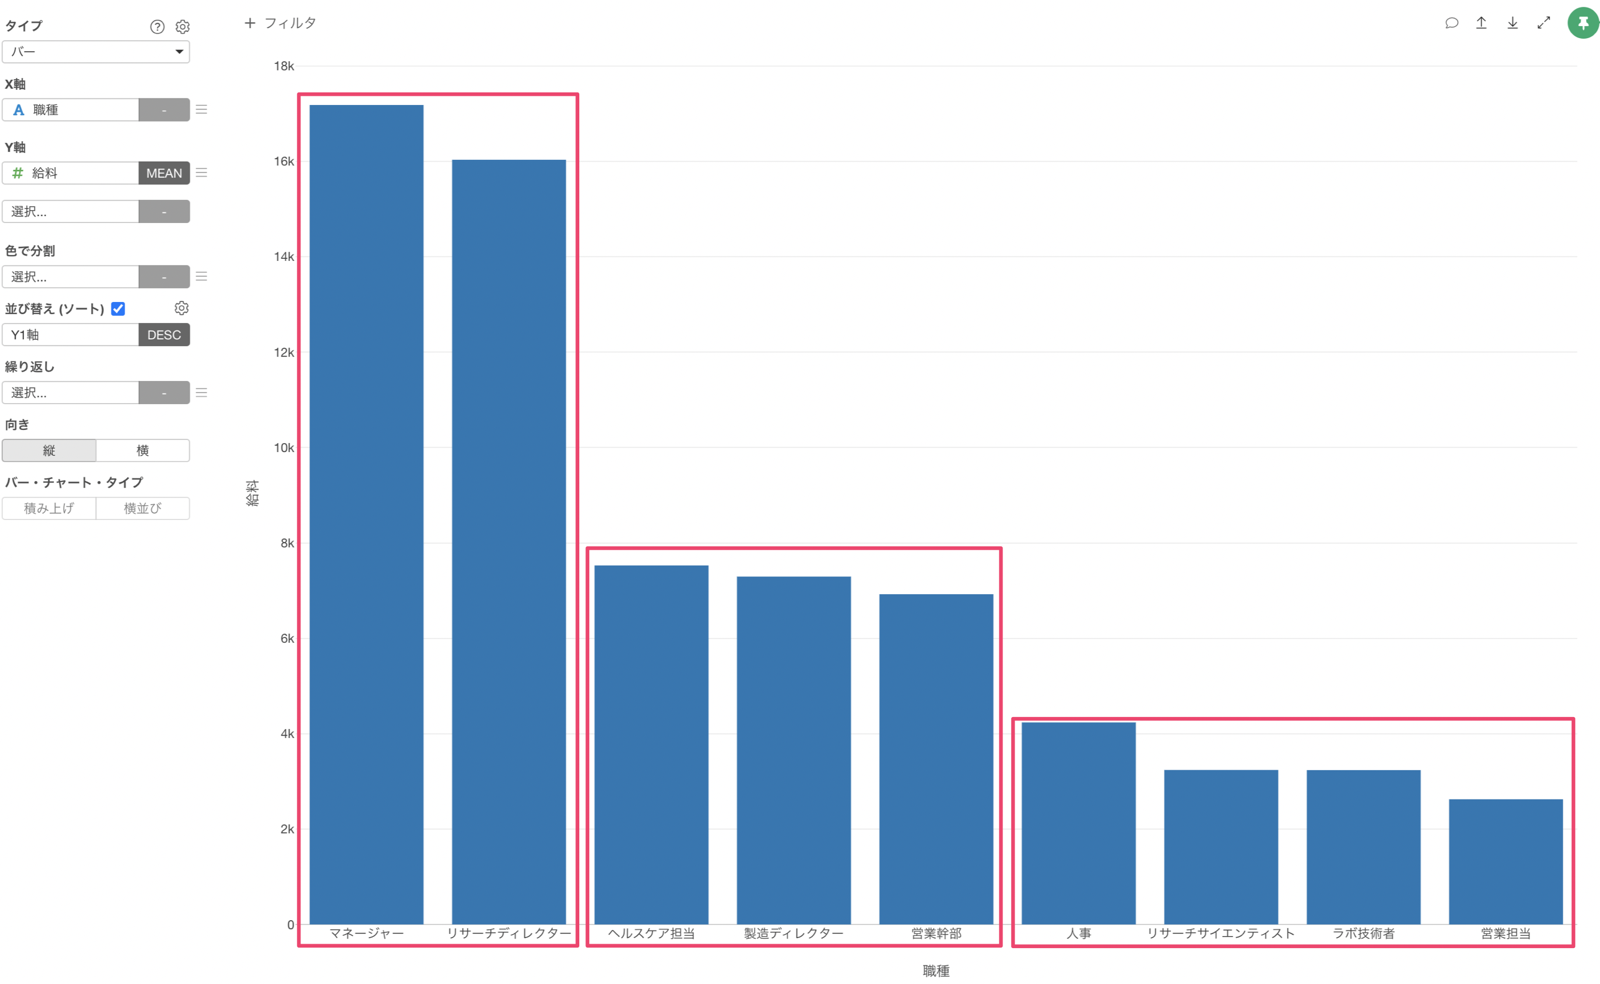 タイプ
バー
X軸
A 職種 -
Y軸
# 給料 MEAN
選択... -
色で分割
選択... -
並び替え (ソート)
Y1軸 DESC
繰り返し
選択... -
向き
縦 横
バー・チャート・タイプ
積み上げ 横並び
+ フィルタ
18k
16k
14k
12k
10k
8k
6k
4k
2k
0
給料
マネージャー リサーチディレクター ヘルスケア担当 製造ディレクター 営業幹部 人事 リサーチサイエンティスト ラボ技術者 営業担当
職種